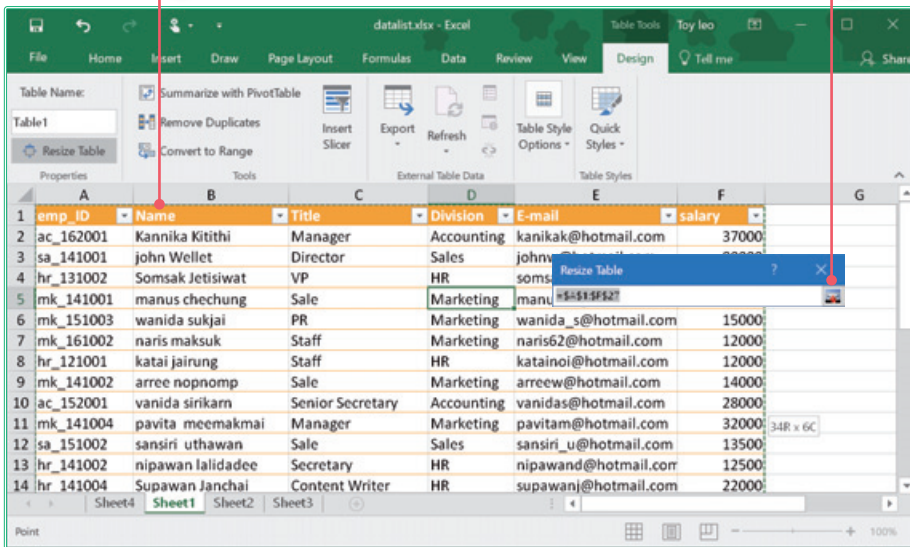 datalist.xlsx - Excel
Table Tools
Toy leo
File Home Insert Draw Page Layout Formulas Data Review View Design Tell me Share
Table Name:
Table1
Resize Table
Properties
Summarize with PivotTable
Remove Duplicates
Convert to Range
Tools
Insert Slicer
Export
Refresh
External Table Data
Table Style Options
Quick Styles
Table Styles
A B C D E F G
1 emp_ID Name Title Division E-mail salary
2 ac_162001 Kannika Kitithi Manager Accounting kanikak@hotmail.com 37000
3 sa_141001 john Wellet Director Sales
4 hr_131002 Somsak Jetisiwat VP HR
5 mk_141001 manus chechung Sale Marketing
6 mk_151003 wanida sukjai PR Marketing wanida_s@hotmail.com 15000
7 mk_161002 naris maksuk Staff Marketing naris62@hotmail.com 12000
8 hr_121001 katai jairung Staff HR katainoi@hotmail.com 12000
9 mk_141002 arree nopnomp Sale Marketing arreew@hotmail.com 14000
10 ac_152001 vanida sirikarn Senior Secretary Accounting vanidas@hotmail.com 28000
11 mk_141004 pavita meemakmai Manager Marketing pavitam@hotmail.com 32000
12 sa_151002 sansiri uthawan Sale Sales sansiri_u@hotmail.com 13500
13 hr_141002 nipawan lalidadee Secretary HR nipawand@hotmail.com 12500
14 hr_141004 Supawan Janchai Content Writer HR supawanj@hotmail.com 22000
Resize Table ?
=$A$1:$F$27
34R x 6C
Sheet4 Sheet1 Sheet2 Sheet3
Point
100%